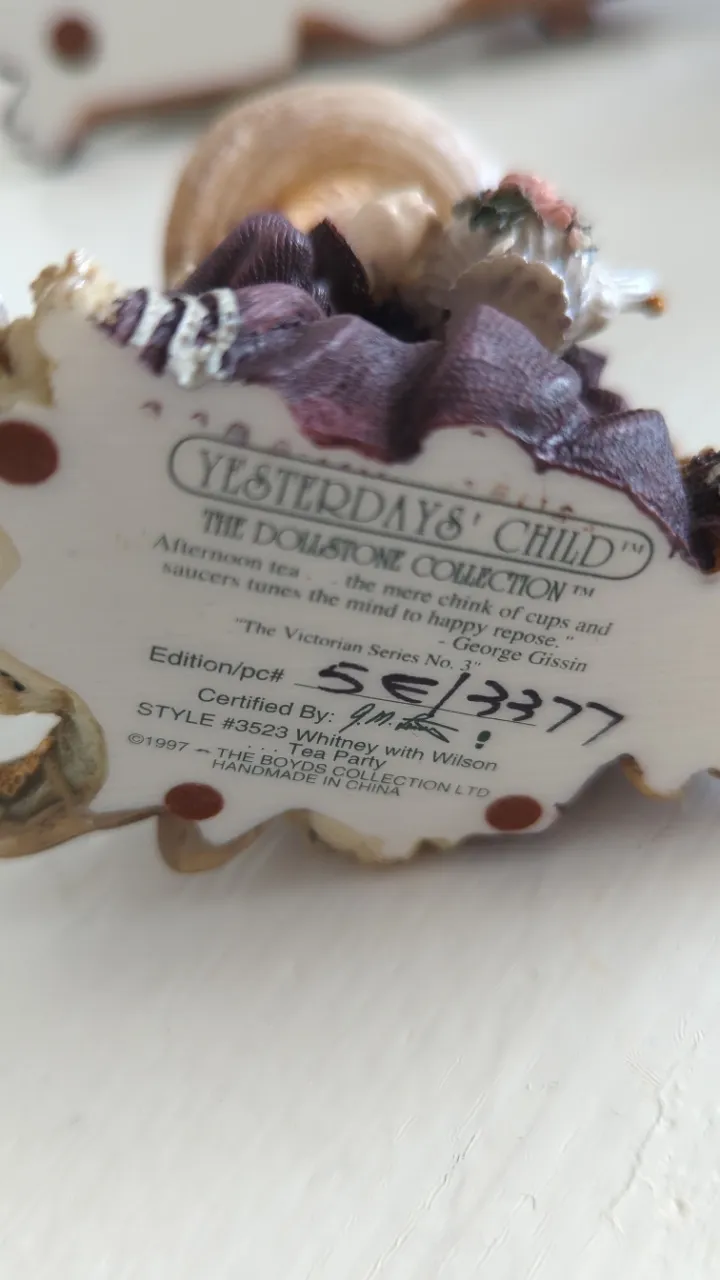 YESTERDAYS' CHILD™
THE DOLLSTONE COLLECTION™
Afternoon tea . . . the mere chink of cups and
saucers tunes the mind to happy repose."
- George Gissin
"The Victorian Series No. 3"
Edition/pc# 5E/3377
Certified By:
STYLE #3523 Whitney with Wilson
. . . Tea Party
©1997 - THE BOYDS COLLECTION LTD
HANDMADE IN CHINA